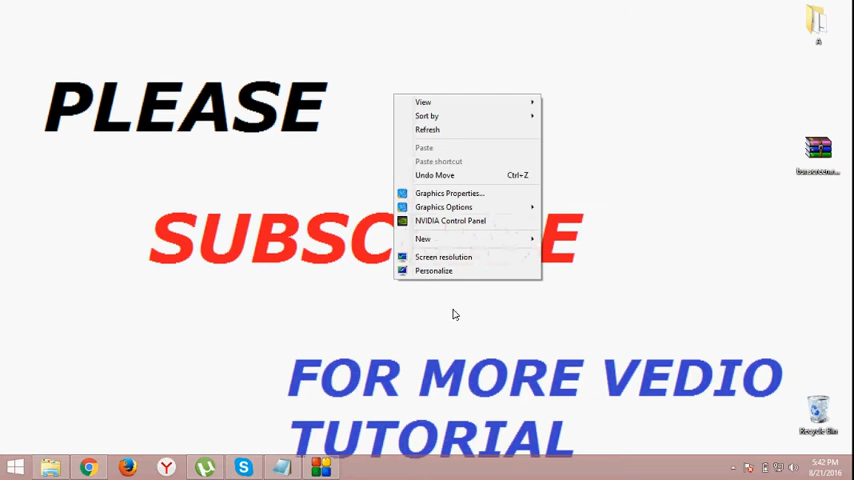 A
PLEASE
View
Sort by
Refresh
Paste
Paste shortcut
Undo Move Ctrl+Z
Graphics Properties...
Graphics Options
NVIDIA Control Panel
New
Screen resolution
Personalize
SUBSC E
FOR MORE VEDIO
TUTORIAL
Recycle Bin
5:42 PM
8/21/2016